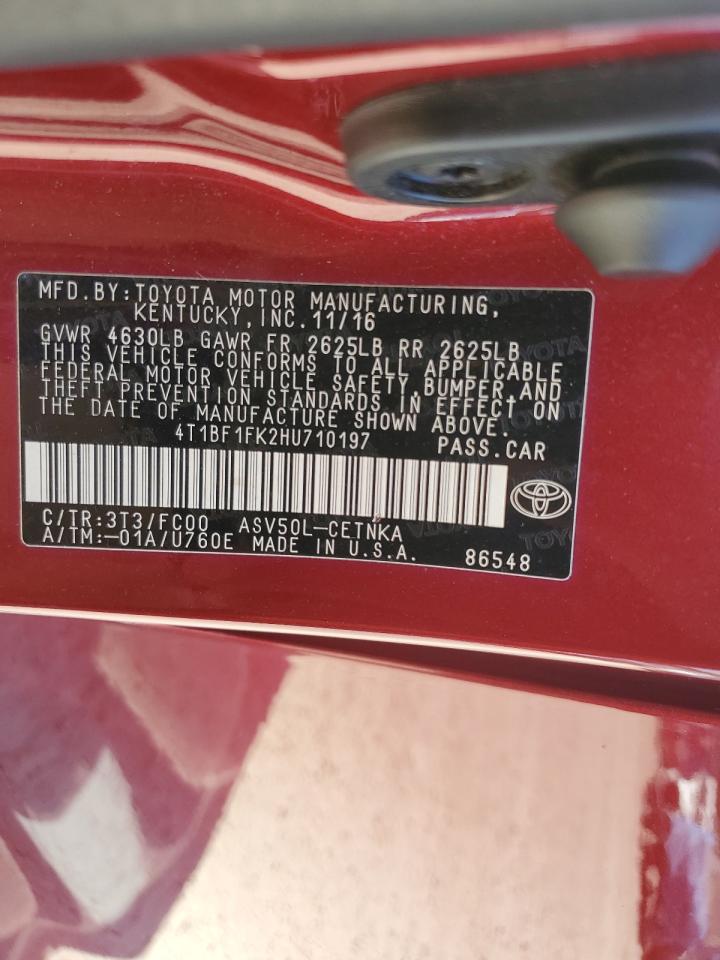 MFD.BY:TOYOTA MOTOR MANUFACTURING,
KENTUCKY,INC.11/16
GVWR 4630LB GAWR FR 2625LB RR 2625LB
THIS VEHICLE CONFORMS TO ALL APPLICABLE
FEDERAL MOTOR VEHICLE SAFETY,BUMPER,AND
THEFT PREVENTION STANDARDS IN EFFECT ON
THE DATE OF MANUFACTURE SHOWN ABOVE.
4T1BF1FK2HU710197 PASS.CAR
C/TR:3T3/FC00 ASV50L-CETNKA
A/TM:-01A/U760E MADE IN U.S.A. 86548